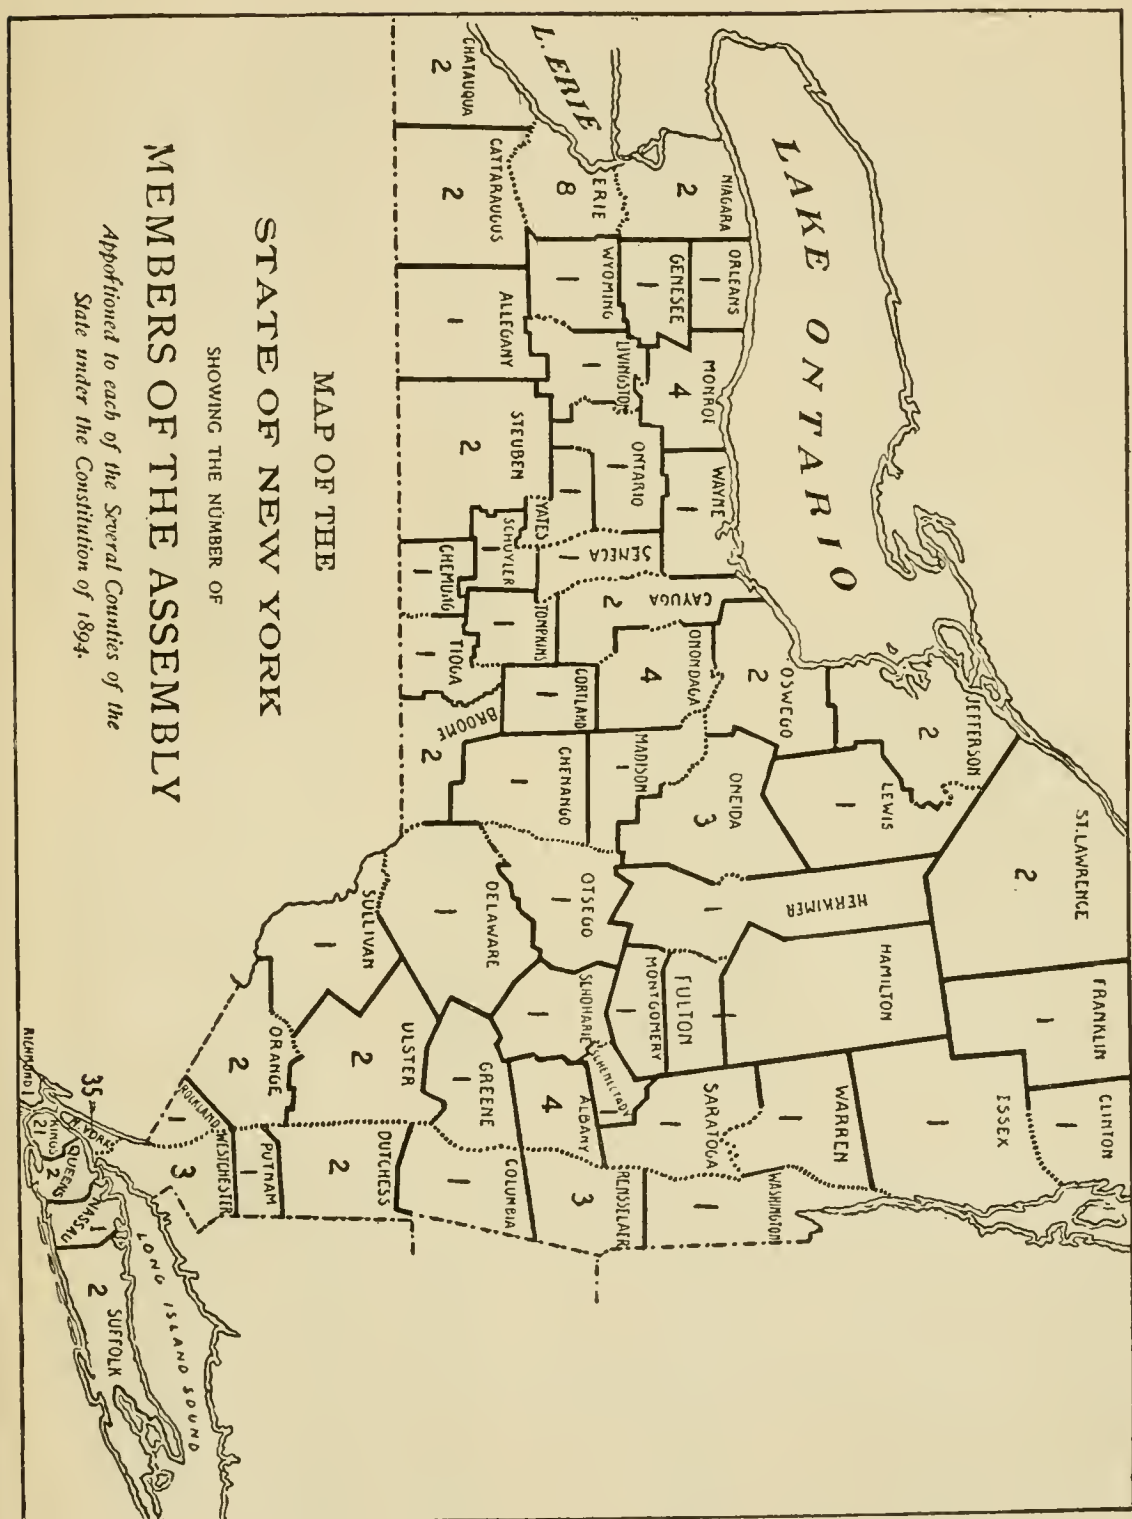 MAP OF THE
STATE OF NEW YORK
SHOWING THE NUMBER OF
MEMBERS OF THE ASSEMBLY
Appoftioned to each of the Several Counties of the
State under the Constitution of 1894.
LAKE ONTARIO
L. ERIE
LONG ISLAND SOUND
ST. LAWRENCE
2
FRANKLIN
1
CLINTON
1
ISSEX
1
JEFFERSON
2
LEWIS
1
HERKIMER
1
HAMILTON
WARREN
1
OSWEGO
2
ONEIDA
3
FULTON
1
SARATOGA
1
WASHINGTON
1
NIAGARA
2
ORLEANS
1
MONROE
4
WAYNE
1
CAYUGA
2
ONONDAGA
4
MADISON
1
MONTGOMERY
1
SCHENECTADY
1
GENESEE
1
ERIE
8
WYOMING
1
LIVINGSTON
1
ONTARIO
1
SENECA
1
YATES
1
CORTLAND
1
CHENANGO
1
OTSEGO
1
SCHOHARIE
1
ALBANY
4
RENSSELAER
3
CHATAUQUA
2
CATTARAUGUS
2
ALLEGANY
1
STEUBEN
2
SCHUYLER
1
CHEMUNG
1
TOMPKINS
1
TIOGA
1
BROOME
2
DELAWARE
1
GREENE
1
COLUMBIA
1
SULLIVAN
1
ULSTER
2
DUTCHESS
2
ORANGE
2
PUTNAM
1
ROCKLAND
1
WESTCHESTER
3
35
N. YORK
KINGS
21
QUEENS
2
NASSAU
1
SUFFOLK
2
RICHMOND 1